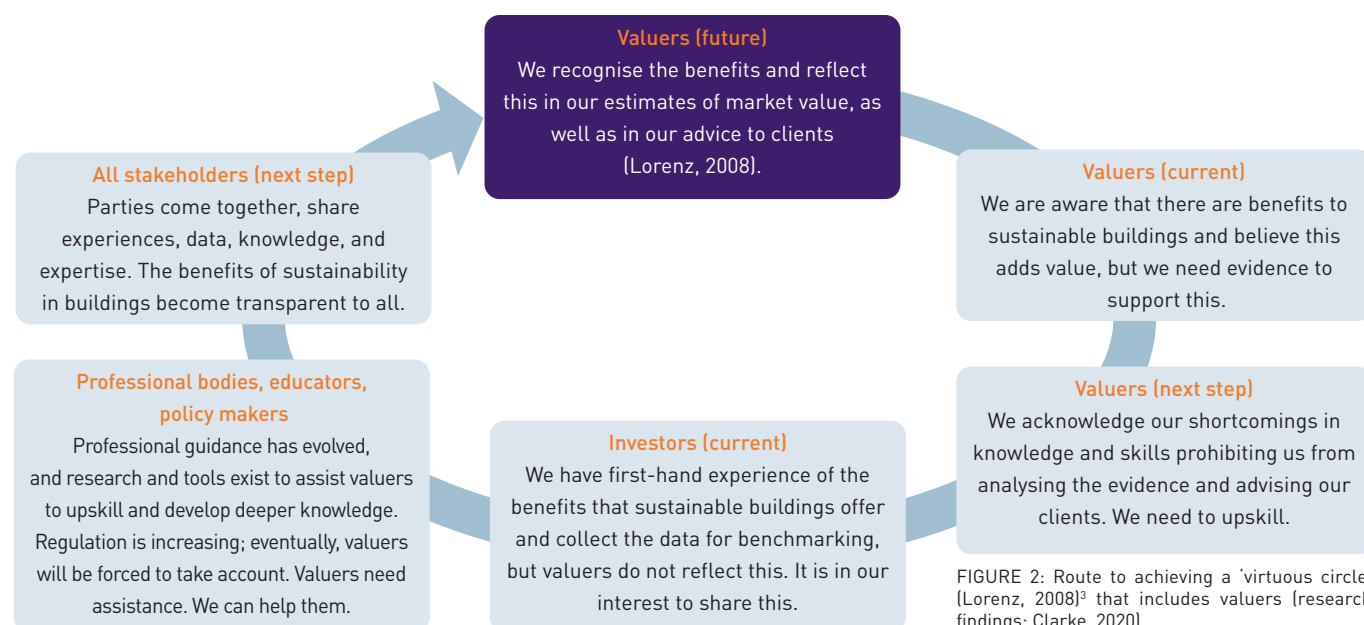 Valuers (future)
We recognise the benefits and reflect
this in our estimates of market value, as
well as in our advice to clients
(Lorenz, 2008).
Valuers (current)
We are aware that there are benefits to
sustainable buildings and believe this
adds value, but we need evidence to
support this.
Valuers (next step)
We acknowledge our shortcomings in
knowledge and skills prohibiting us from
analysing the evidence and advising our
clients. We need to upskill.
Investors (current)
We have first-hand experience of the
benefits that sustainable buildings offer
and collect the data for benchmarking,
but valuers do not reflect this. It is in our
interest to share this.
Professional bodies, educators,
policy makers
Professional guidance has evolved,
and research and tools exist to assist valuers
to upskill and develop deeper knowledge.
Regulation is increasing; eventually, valuers
will be forced to take account. Valuers need
assistance. We can help them.
All stakeholders (next step)
Parties come together, share
experiences, data, knowledge, and
expertise. The benefits of sustainability
in buildings become transparent to all.
FIGURE 2: Route to achieving a ‘virtuous circle
(Lorenz, 2008)³ that includes valuers (research
findings: Clarke, 2020)